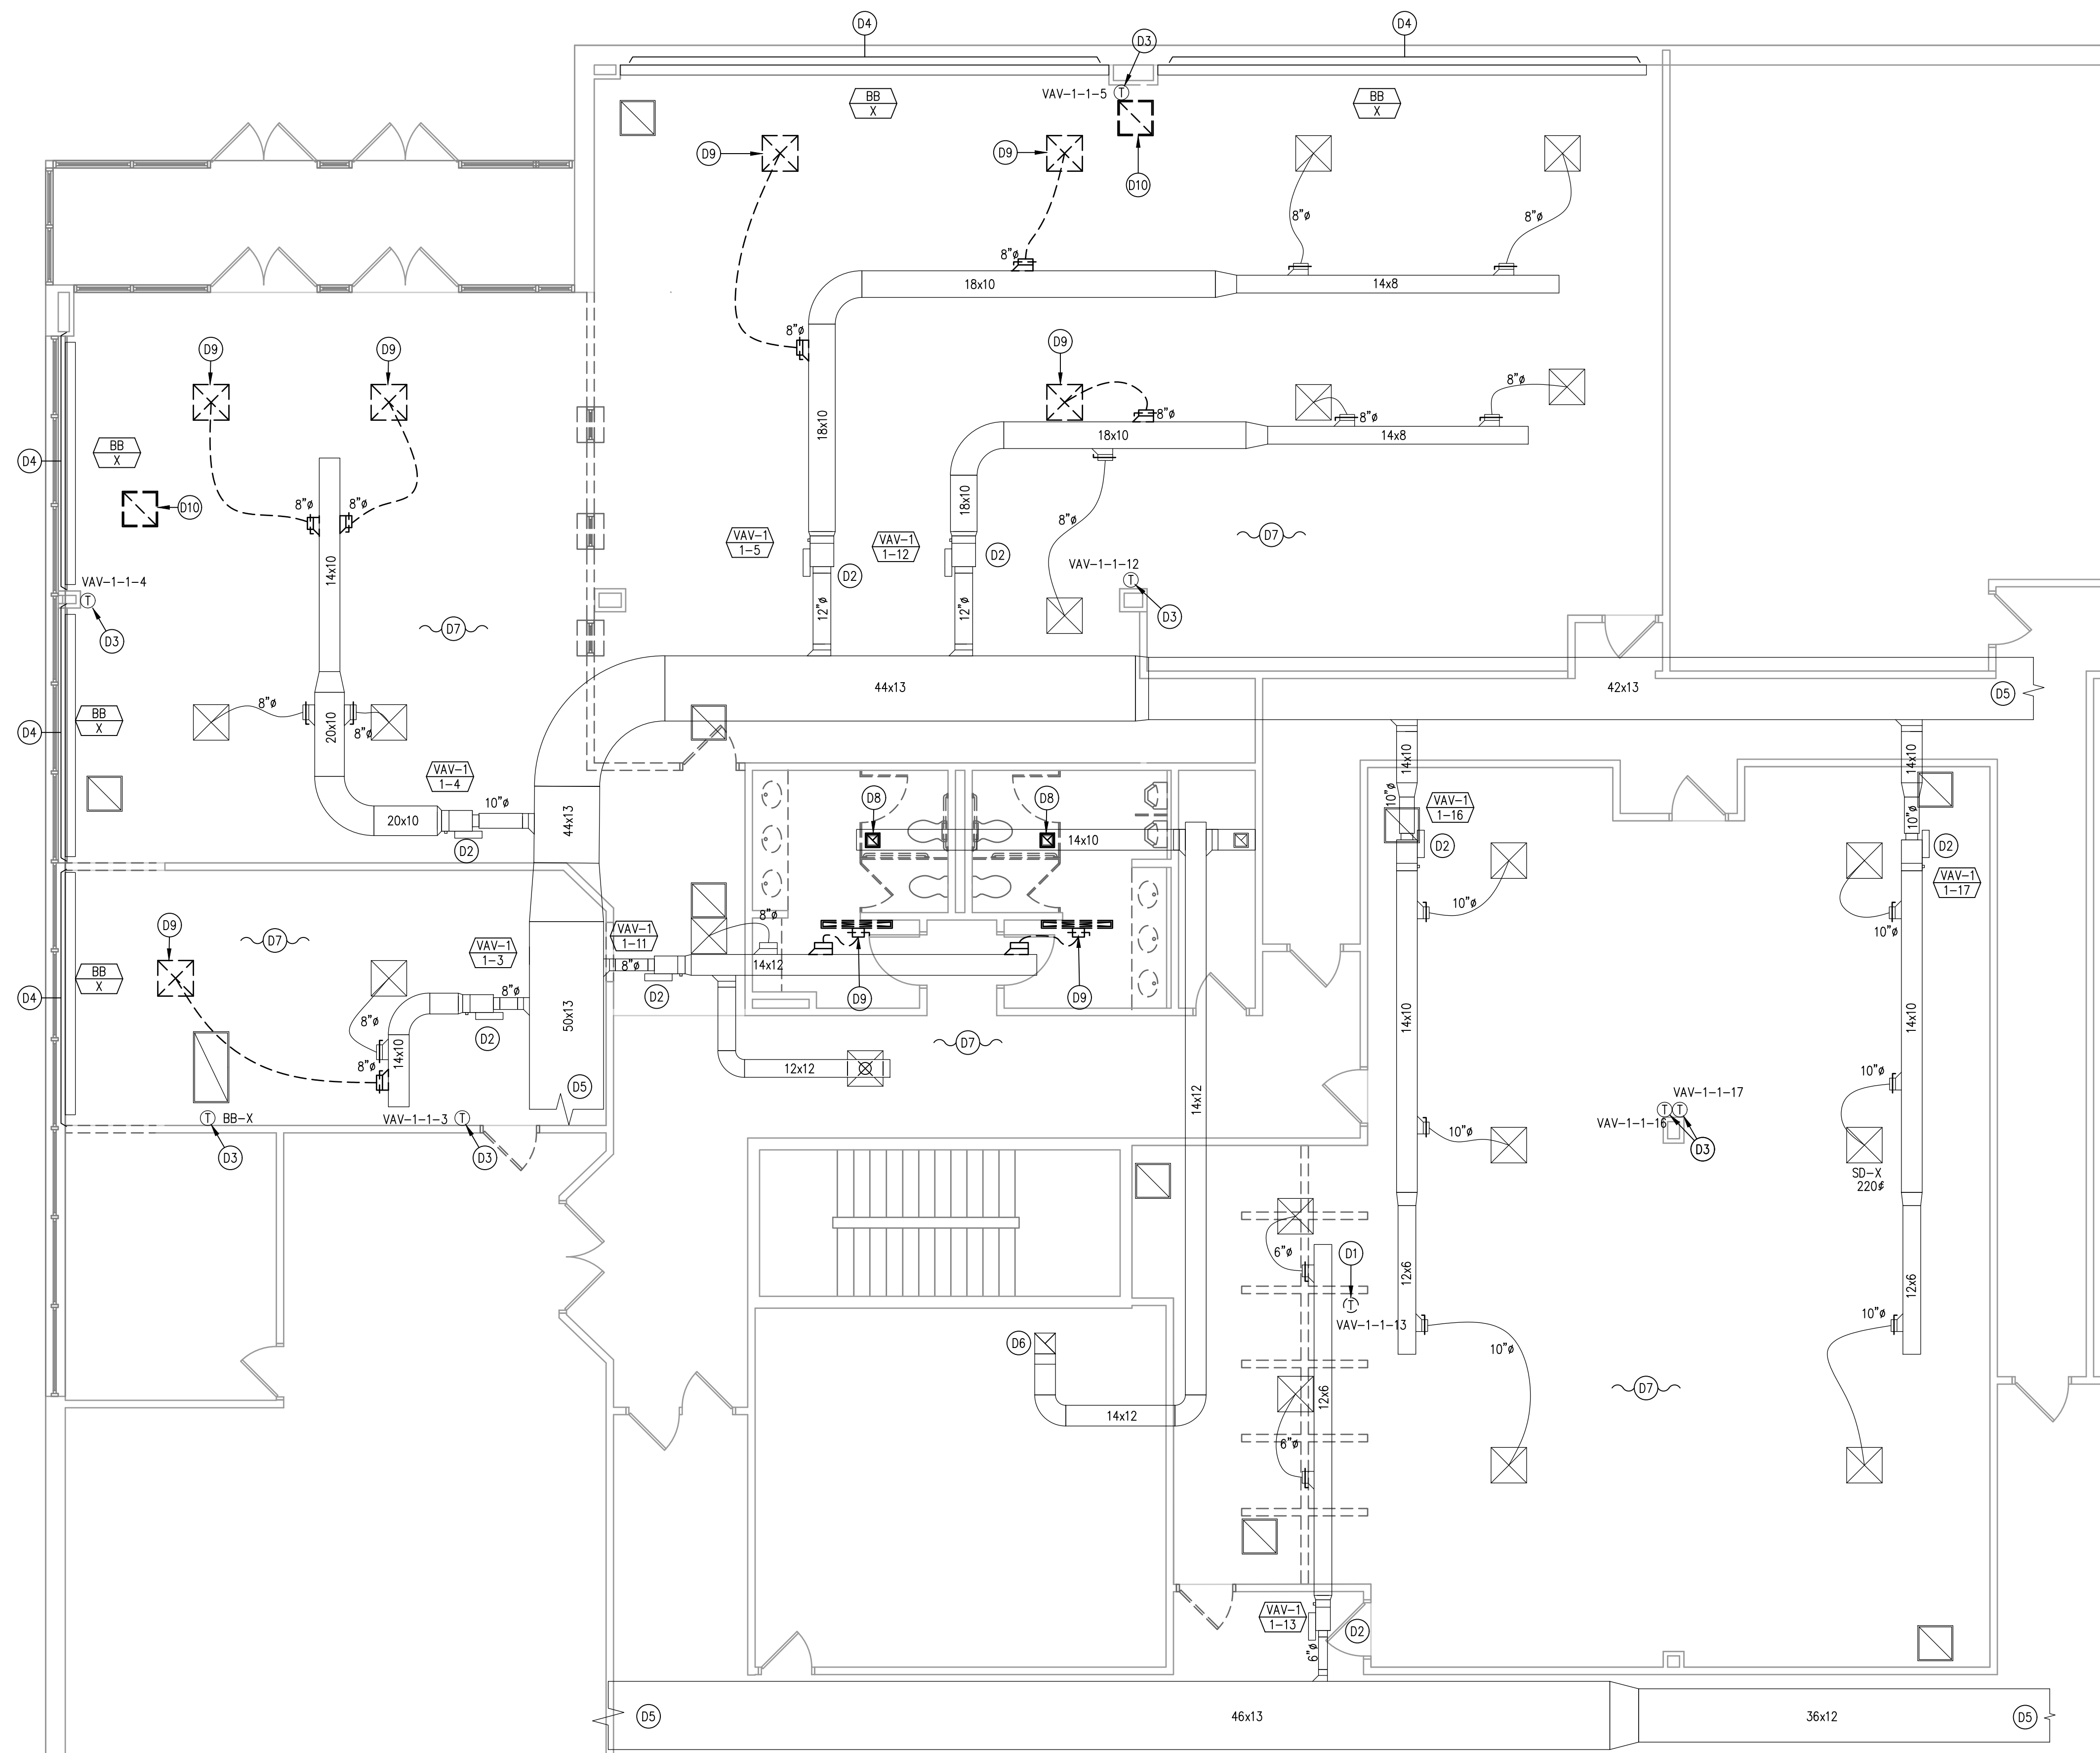 D4
D4
D3
VAV-1-1-5
T
BB
X
BB
X
D9
D9
D10
8"ø
8"ø
8"ø
18x10
14x8
8"ø
D9
D9
D9
8"ø
8"ø
18x10
8"ø
18x10
14x8
BB
X
D4
D10
8"ø
8"ø
18x10
8"ø
VAV-1
1-5
VAV-1
1-12
D2
D2
D7
14x10
VAV-1-1-4
T
D3
VAV-1-1-12
T
D3
12"ø
12"ø
D7
44x13
42x13
D5
BB
X
D4
8"ø
8"ø
20x10
VAV-1
1-4
10"ø
20x10
D2
44x13
D8
D8
14x10
14x10
10"ø
VAV-1
1-16
D2
14x10
10"ø
D2
VAV-1
1-17
D9
D7
BB
X
D4
VAV-1
1-3
VAV-1
1-11
8"ø
8"ø
14x12
D2
D9
D9
10"ø
10"ø
8"ø
8"ø
8"ø
14x10
D2
50x13
D5
D7
12x12
14x12
14x10
14x10
T
BB-X
D3
VAV-1-1-3
T
D3
10"ø
10"ø
VAV-1-1-17
T
T
VAV-1-1-16
D3
SD-X
220¢
6"ø
D1
T
VAV-1-1-13
12x6
12x6
10"ø
10"ø
D6
14x12
12x6
6"ø
D7
VAV-1
1-13
D2
6"ø
D5
46x13
36x12
D5